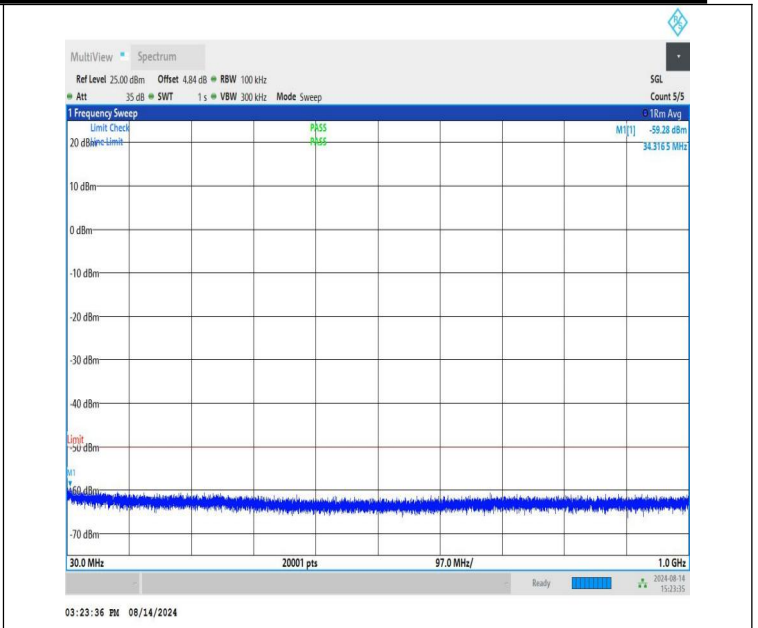 MultiView Spectrum
Ref Level 25.00 dBm Offset 4.84 dB RBW 100 kHz SGL
Att 35 dB SWT 1 s VBW 300 kHz Mode Sweep Count 5/5
1 Frequency Sweep 1Rm Avg
Limit Check PASS M1[1] -59.28 dBm
Line Limit PASS 34.316 5 MHz
20 dBm
10 dBm
0 dBm
-10 dBm
-20 dBm
-30 dBm
-40 dBm
Limit
-50 dBm
M1
-60 dBm
-70 dBm
30.0 MHz 20001 pts 97.0 MHz/ 1.0 GHz
Ready 2024-08-14
15:23:35
03:23:36 PM 08/14/2024